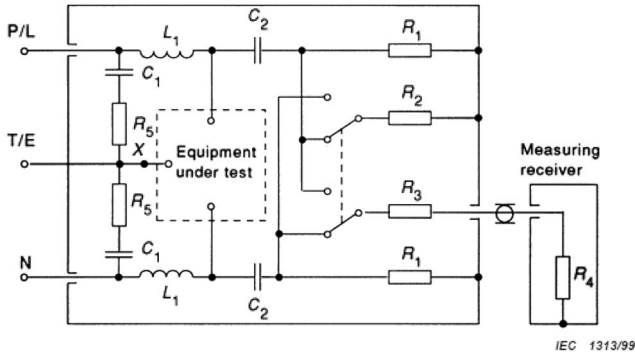 P/L
L₁
C₂
R₁
C₁
R₂
R₅
T/E
X
Equipment
under test
Measuring
receiver
R₃
R₅
C₁
N
R₁
R₄
L₁
C₂
IEC 1313/99